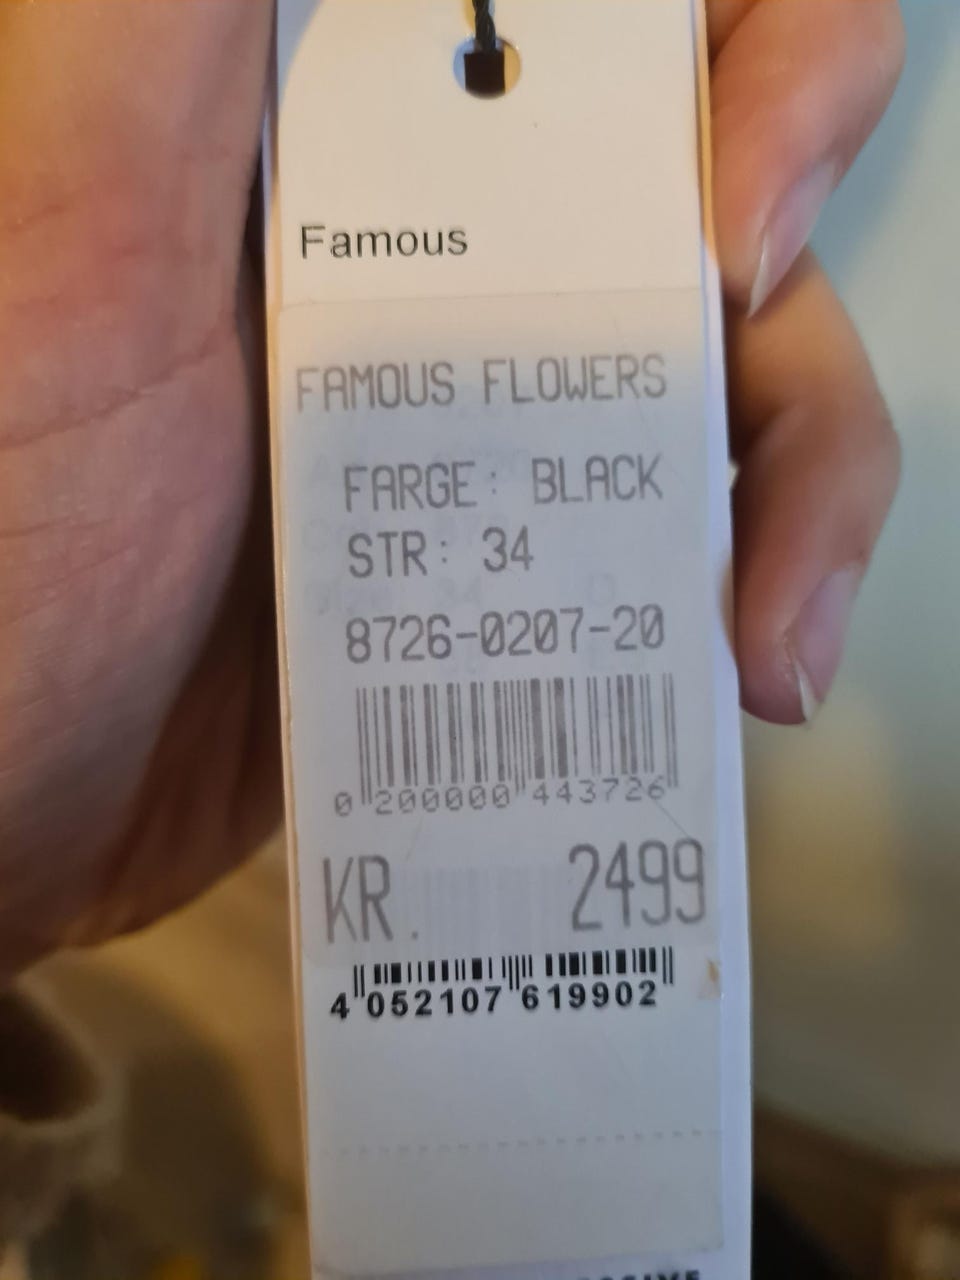 Famous
FAMOUS FLOWERS
FARGE: BLACK
STR: 34
8726-0207-20
0 200000 443726
KR. 2499
4 052107 619902